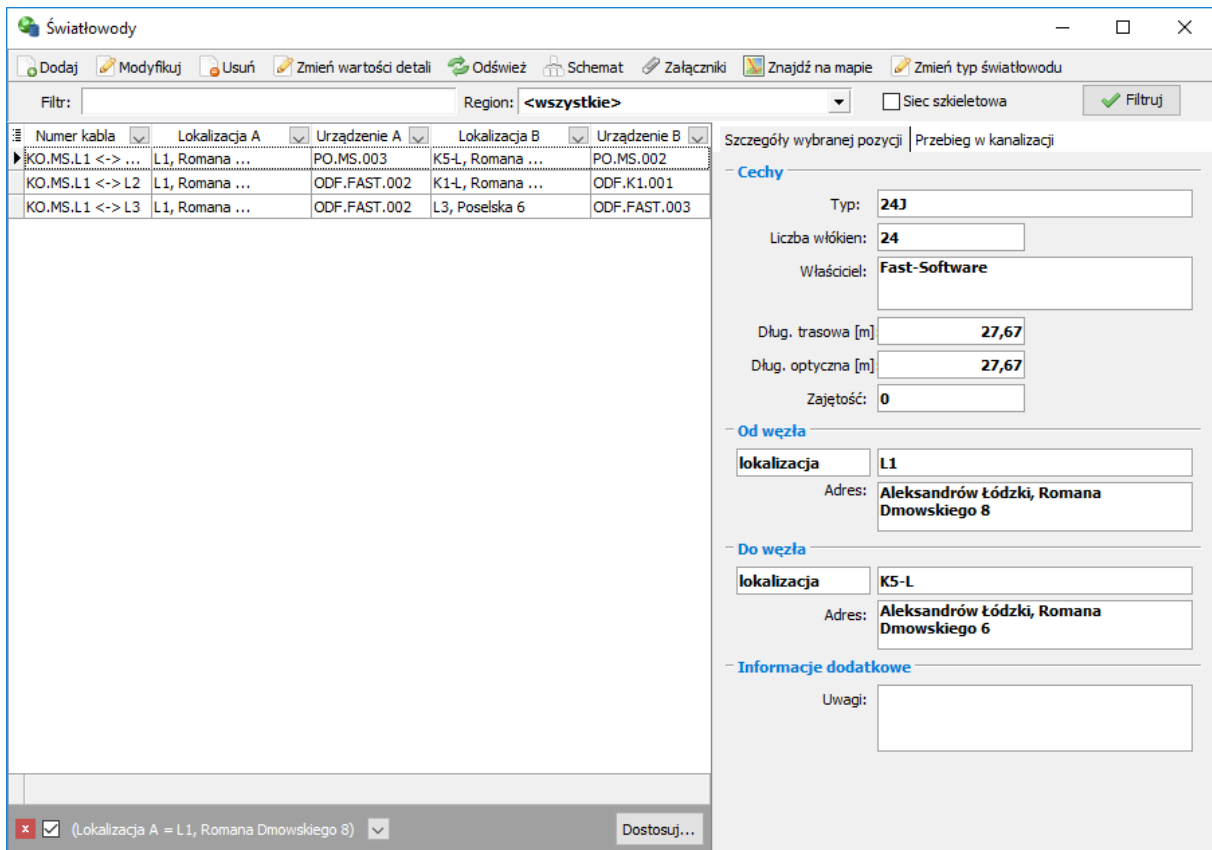 Światłowody
Dodaj Modyfikuj Usuń Zmień wartości detali Odśwież Schemat Załączniki Znajdź na mapie Zmień typ światłowodu
Filtr: Region: <wszystkie> Siec szkieletowa Filtruj
Numer kabla Lokalizacja A Urządzenie A Lokalizacja B Urządzenie B
KO.MS.L1 <-> ... L1, Romana ... PO.MS.003 K5-L, Romana ... PO.MS.002
KO.MS.L1 <-> L2 L1, Romana ... ODF.FAST.002 K1-L, Romana ... ODF.K1.001
KO.MS.L1 <-> L3 L1, Romana ... ODF.FAST.002 L3, Poselska 6 ODF.FAST.003
Szczegóły wybranej pozycji Przebieg w kanalizacji
Cechy
Typ: 24J
Liczba włókien: 24
Właściciel: Fast-Software
Dług. trasowa [m] 27,67
Dług. optyczna [m] 27,67
Zajętość: 0
Od węzła
lokalizacja L1
Adres: Aleksandrów Łódzki, Romana
Dmowskiego 8
Do węzła
lokalizacja K5-L
Adres: Aleksandrów Łódzki, Romana
Dmowskiego 6
Informacje dodatkowe
Uwagi:
(Lokalizacja A = L1, Romana Dmowskiego 8) Dostosuj...